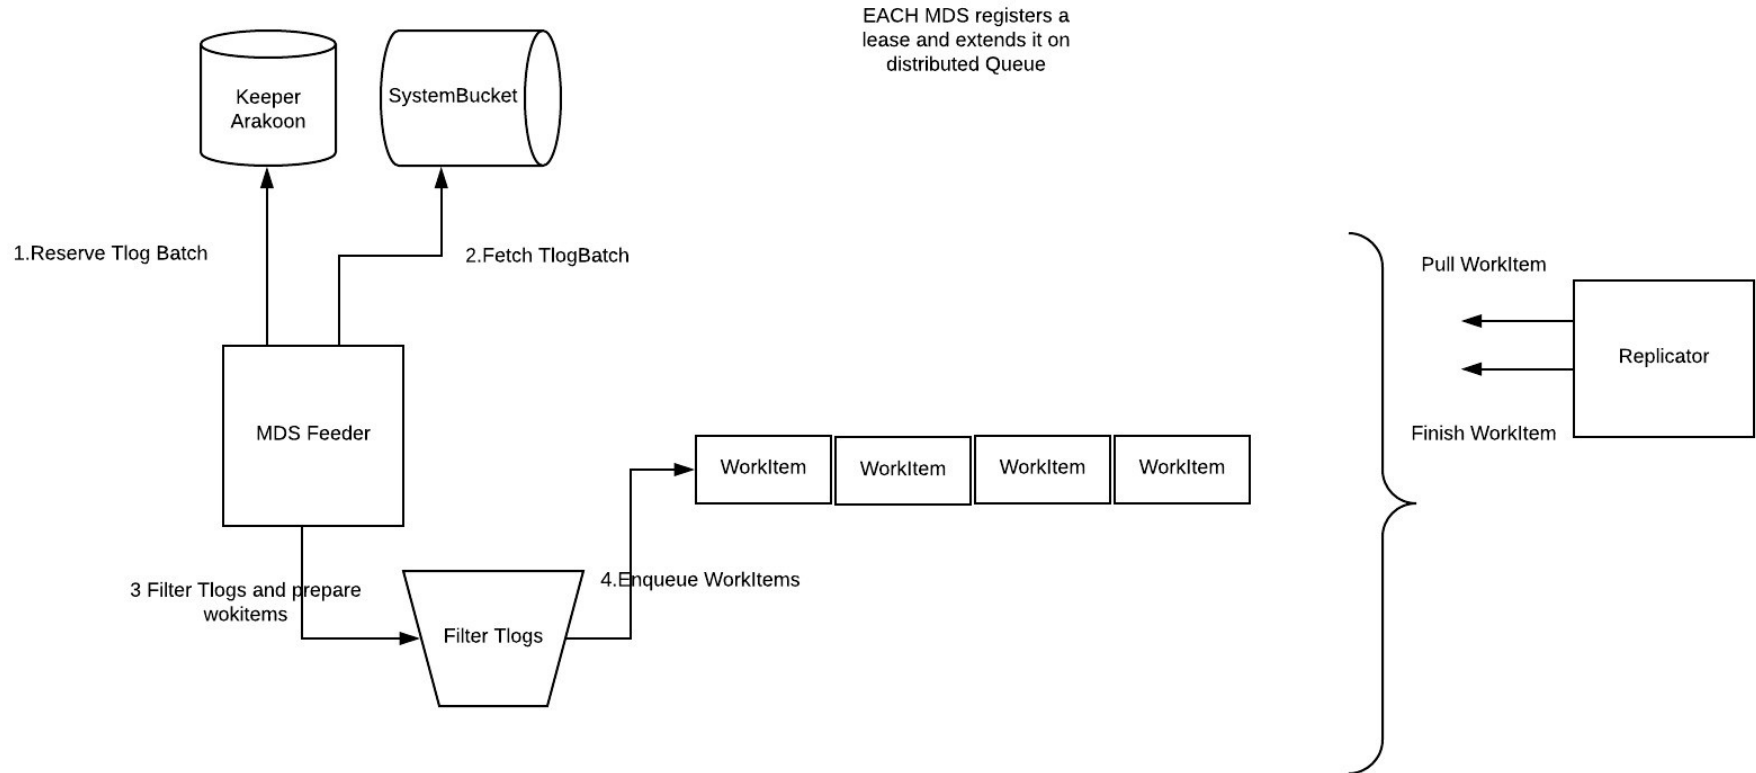 EACH MDS registers a
lease and extends it on
distributed Queue
Keeper
Arakoon
SystemBucket
1.Reserve Tlog Batch
2.Fetch TlogBatch
Pull WorkItem
Replicator
Finish WorkItem
MDS Feeder
WorkItem
WorkItem
WorkItem
WorkItem
3 Filter Tlogs and prepare
wokitems
4.Enqueue WorkItems
Filter Tlogs